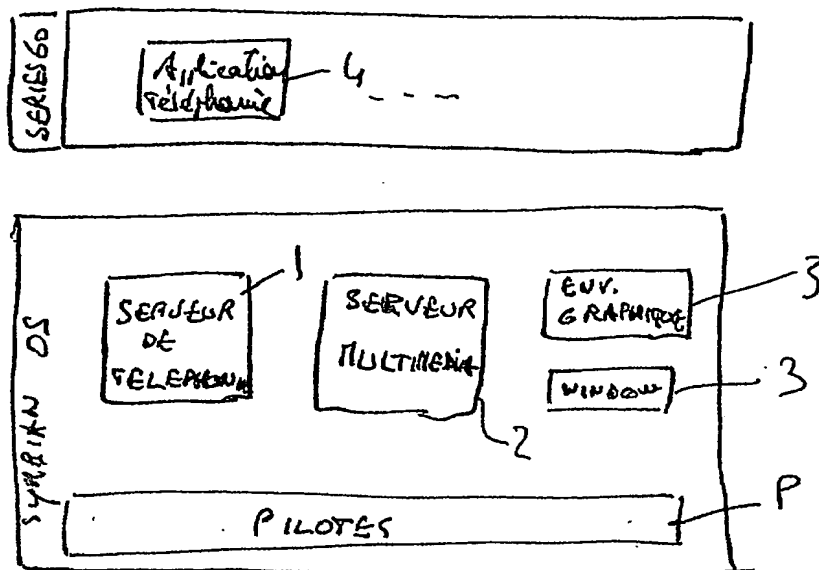 SERIES 60
Application
Téléphonie
4
SYMBIAN OS
1
SERVEUR
DE
TELEPHONIE
SERVEUR
MULTIMEDIA
2
ENV.
GRAPHIQUE
3
WINDOW
3
PILOTES
P